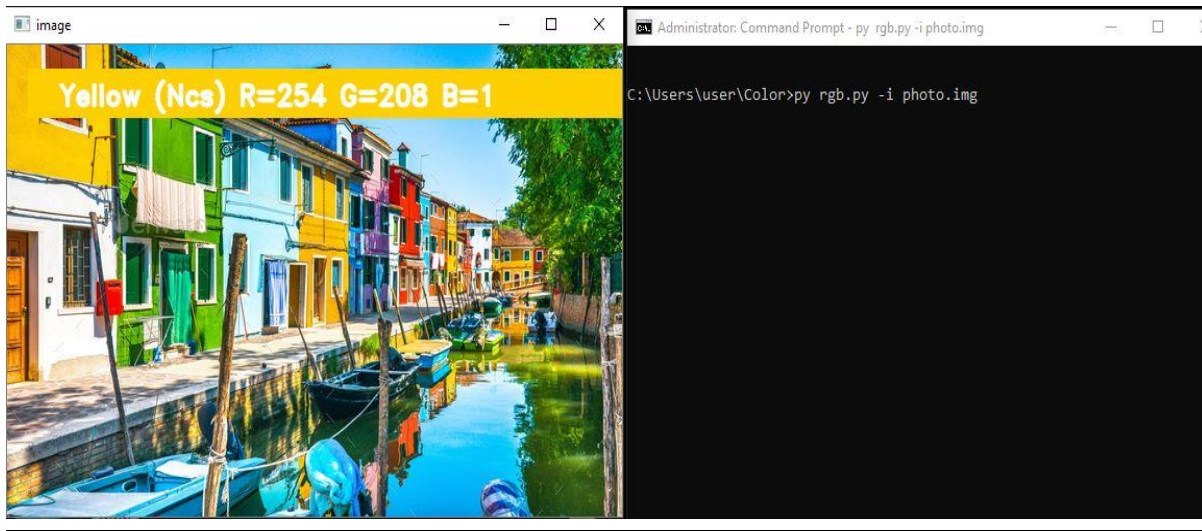 image
Yellow (Ncs) R=254 G=208 B=1
Administrator: Command Prompt - py rgb.py -i photo.img
C:\Users\user\Color>py rgb.py -i photo.img